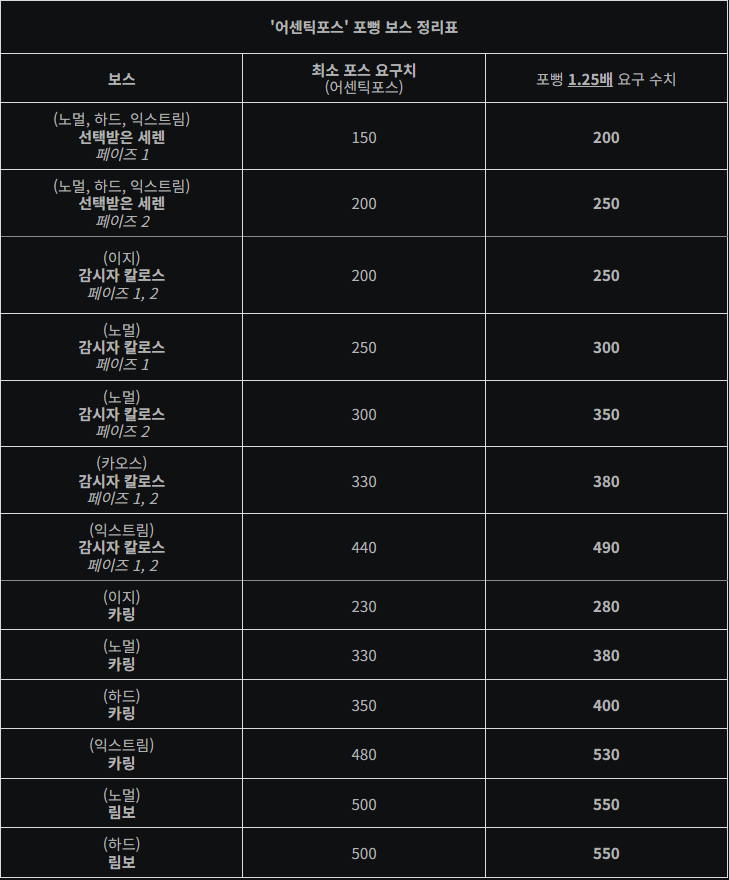 '어센틱포스' 포뻥 보스 정리표
보스
최소 포스 요구치
(어센틱포스)
포뻥 1.25배 요구 수치
(노멀, 하드, 익스트림)
선택받은 세렌
페이즈 1
150
200
(노멀, 하드, 익스트림)
선택받은 세렌
페이즈 2
200
250
(이지)
감시자 칼로스
페이즈 1, 2
200
250
(노멀)
감시자 칼로스
페이즈 1
250
300
(노멀)
감시자 칼로스
페이즈 2
300
350
(카오스)
감시자 칼로스
페이즈 1, 2
330
380
(익스트림)
감시자 칼로스
페이즈 1, 2
440
490
(이지)
카링
230
280
(노멀)
카링
330
380
(하드)
카링
350
400
(익스트림)
카링
480
530
(노멀)
림보
500
550
(하드)
림보
500
550